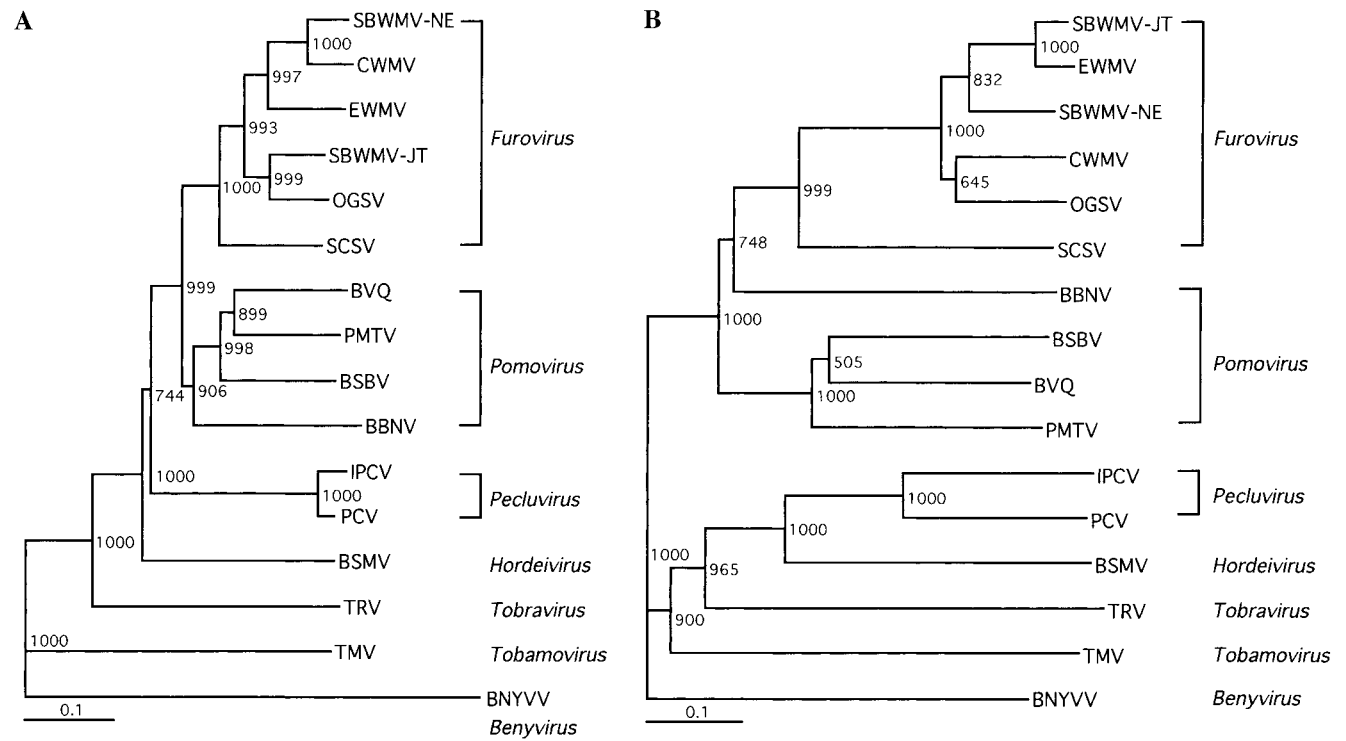 A
SBWMV-NE
1000
CWMV
997
EWMV
993
Furovirus
SBWMV-JT
1000
999
OGSV
SCSV
999
BVQ
899
PMTV
998
Pomovirus
BSBV
744
906
BBNV
1000
IPCV
1000
Pecluvirus
PCV
1000
BSMV
Hordeivirus
TRV
Tobravirus
1000
TMV
Tobamovirus
BNYVV
0.1
Benyvirus
B
SBWMV-JT
1000
EWMV
832
SBWMV-NE
1000
Furovirus
CWMV
645
999
OGSV
748
SCSV
BBNV
1000
BSBV
505
Pomovirus
BVQ
1000
PMTV
IPCV
1000
Pecluvirus
PCV
1000
1000
965
BSMV
Hordeivirus
TRV
Tobravirus
900
TMV
Tobamovirus
BNYVV
Benyvirus
0.1